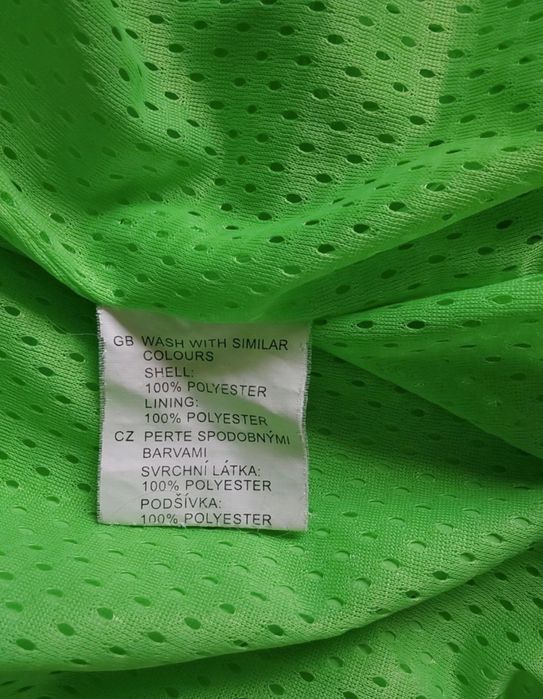 GB WASH WITH SIMILAR
COLOURS
SHELL:
100% POLYESTER
LINING:
100% POLYESTER
CZ PERTE SPODOBNÝMI
BARVAMI
SVRCHNÍ LÁTKA:
100% POLYESTER
PODŠÍVKA:
100% POLYESTER